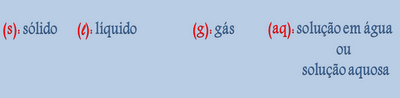 (s): sólido (ℓ): líquido (g): gás (aq): solução em água
ou
solução aquosa